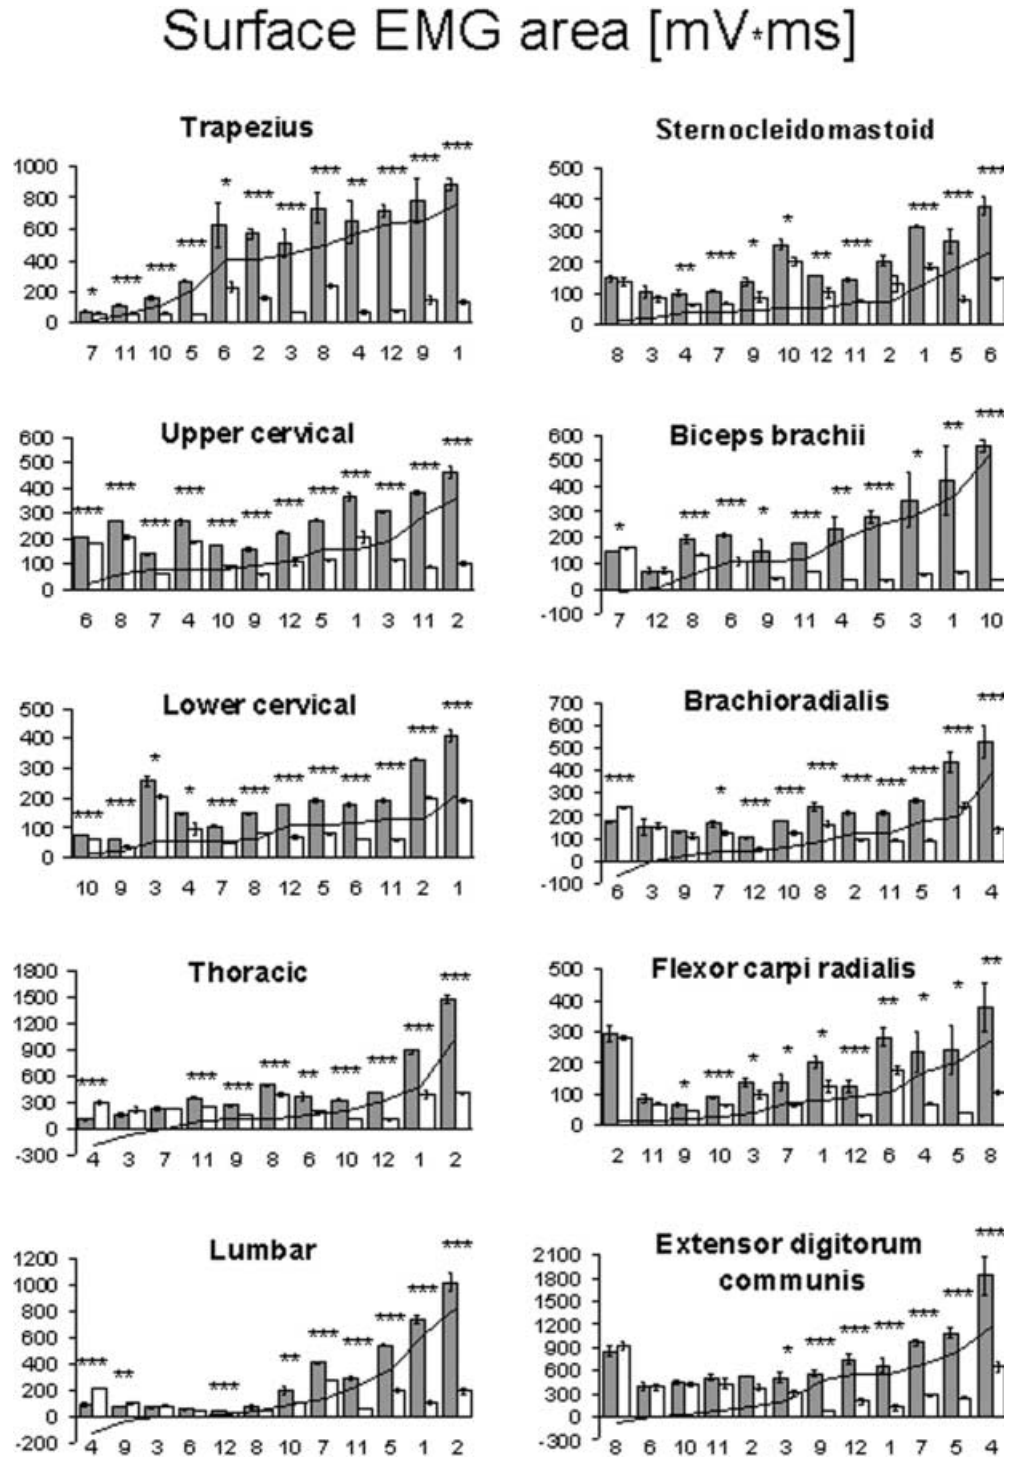 Surface EMG area [mV*ms]
Trapezius
1000
800
600
400
200
0
* *** *** *** * *** *** *** ** *** *** ***
7 11 10 5 6 2 3 8 4 12 9 1
Sternocleidomastoid
500
400
300
200
100
0
** *** * * ** *** *** *** ***
8 3 4 7 9 10 12 11 2 1 5 6
Upper cervical
600
500
400
300
200
100
0
*** *** *** *** *** *** *** *** *** *** *** ***
6 8 7 4 10 9 12 5 1 3 11 2
Biceps brachii
600
500
400
300
200
100
0
-100
* *** *** * *** ** *** * ** ***
7 12 8 6 9 11 4 5 3 1 10
Lower cervical
500
400
300
200
100
0
*** *** * * *** *** *** *** *** *** *** ***
10 9 3 4 7 8 12 5 6 11 2 1
Brachioradialis
700
600
500
400
300
200
100
0
-100
*** * *** *** *** *** *** *** *** ***
6 3 9 7 12 10 8 2 11 5 1 4
Thoracic
1800
1500
1200
900
600
300
0
-300
*** *** *** *** ** *** *** *** ***
4 3 7 11 9 8 6 10 12 1 2
Flexor carpi radialis
500
400
300
200
100
0
* *** * * * *** ** * * **
2 11 9 10 3 7 1 12 6 4 5 8
Lumbar
1200
1000
800
600
400
200
0
-200
*** ** *** ** *** *** *** *** ***
4 9 3 6 12 8 10 7 11 5 1 2
Extensor digitorum
communis
2100
1800
1500
1200
900
600
300
0
-300
* *** *** *** *** *** ***
8 6 10 11 2 3 9 12 1 7 5 4